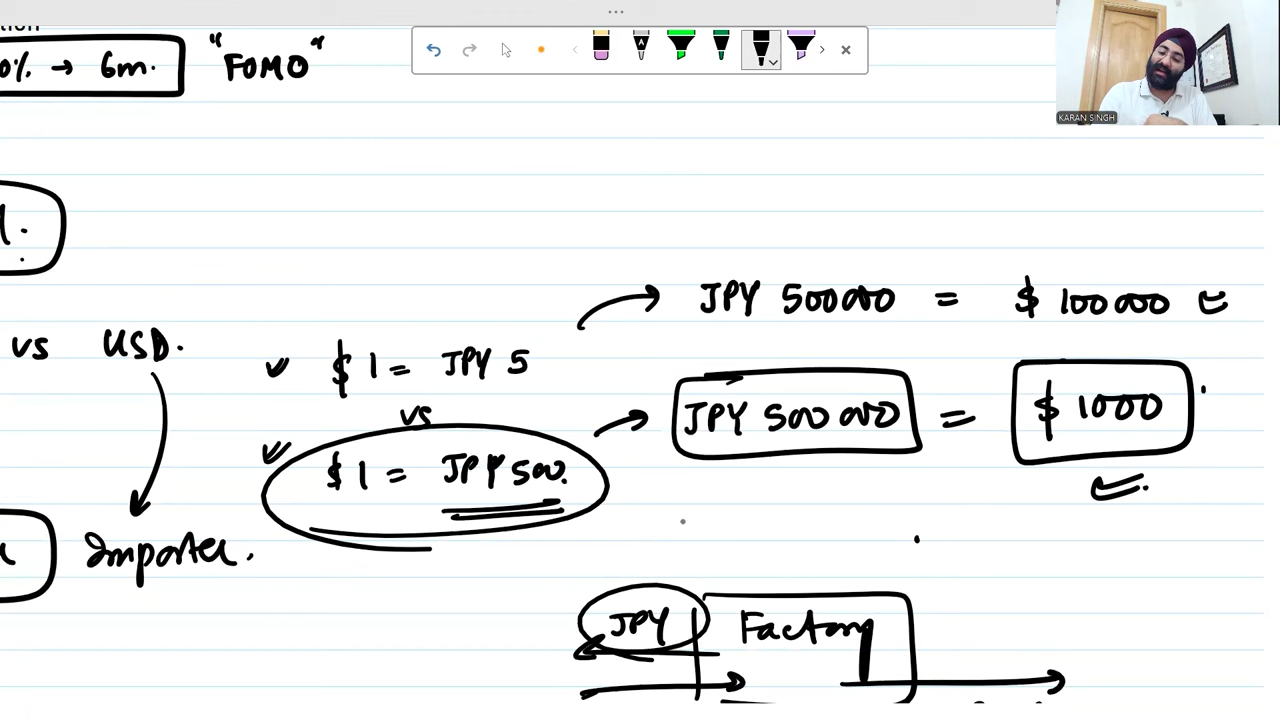 0% → 6m.
"FOMO"
KARAN SINGH
JPY 500000 = $ 100000
vs USD.
$ 1 = JPY 5
vs
JPY 500000 = $ 1000
$ 1 = JPY 500.
Importer.
JPY
Factory